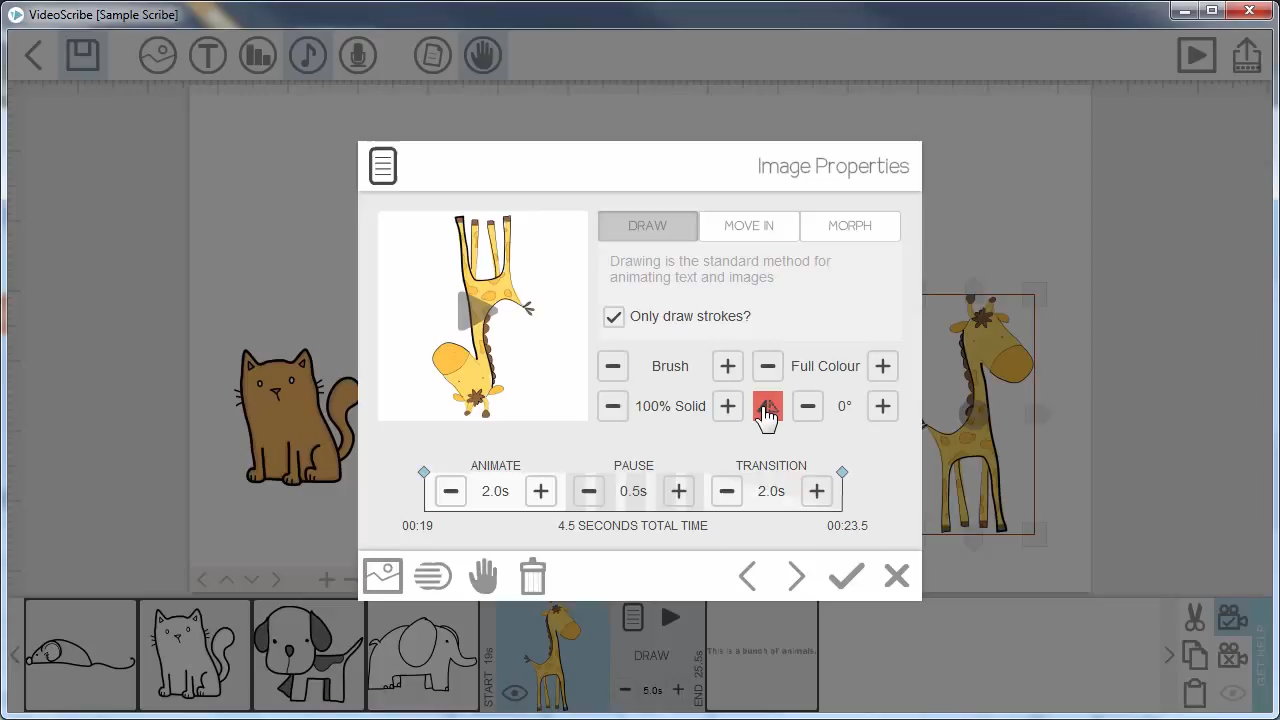 VideoScribe [Sample Scribe]
T
Image Properties
DRAW MOVE IN MORPH
Drawing is the standard method for
animating text and images
Only draw strokes?
Brush Full Colour
100% Solid 0°
ANIMATE PAUSE TRANSITION
2.0s 0.5s 2.0s
00:19 4.5 SECONDS TOTAL TIME 00:23.5
START 19s
DRAW
5.0s
END 25.5s
This is a bunch of animals.
GET HELP